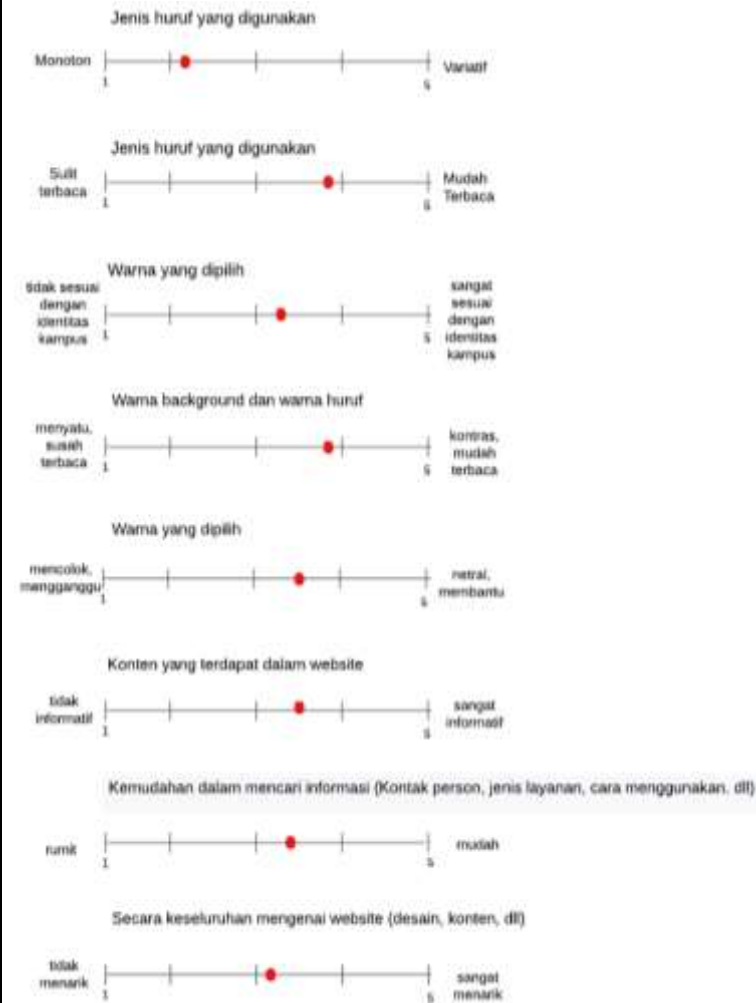 Jenis huruf yang digunakan
Monoton
Variatif
1
5
Jenis huruf yang digunakan
Sulit
terbaca
Mudah
Terbaca
1
5
Warna yang dipilih
tidak sesuai
dengan
identitas
kampus
sangat
sesuai
dengan
identitas
kampus
1
5
Warna background dan warna huruf
menyatu,
susah
terbaca
kontras,
mudah
terbaca
1
5
Warna yang dipilih
mencolok,
mengganggu
netral,
membantu
1
5
Konten yang terdapat dalam website
tidak
informatif
sangat
informatif
1
5
Kemudahan dalam mencari informasi (Kontak person, jenis layanan, cara menggunakan. dll)
rumit
mudah
1
5
Secara keseluruhan mengenai website (desain, konten, dll)
tidak
menarik
sangat
menarik
1
5